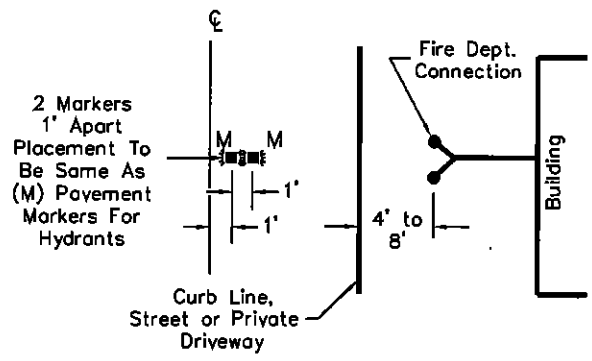 ℄
Fire Dept.
Connection
2 Markers
1' Apart
Placement To
Be Same As
(M) Pavement
Markers For
Hydrants
M M
1'
1'
4' to
8'
Building
Curb Line,
Street or Private
Driveway